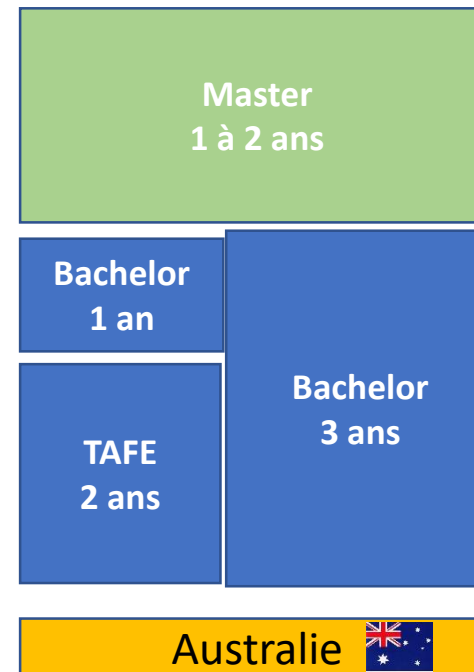 Master
1 à 2 ans
Bachelor
1 an
Bachelor
3 ans
TAFE
2 ans
Australie